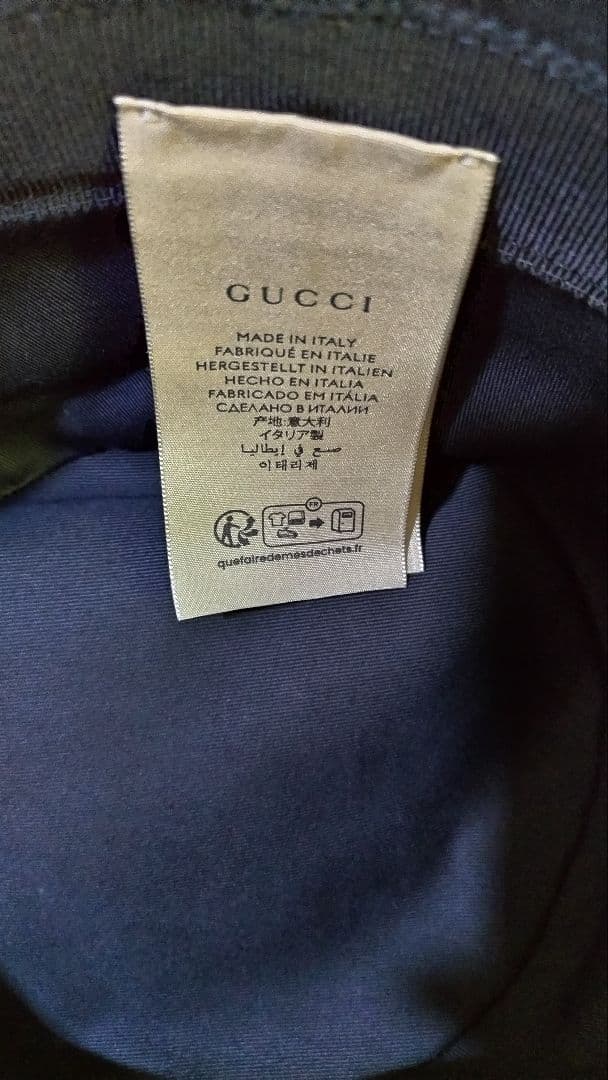 GUCCI
MADE IN ITALY
FABRIQUÉ EN ITALIE
HERGESTELLT IN ITALIEN
HECHO EN ITALIA
FABRICADO EM ITÁLIA
СДЕЛАНО В ИТАЛИИ
产地:意大利
イタリア製
صنع في إيطاليا
이태리제
FR
quefairedemesdechets.fr